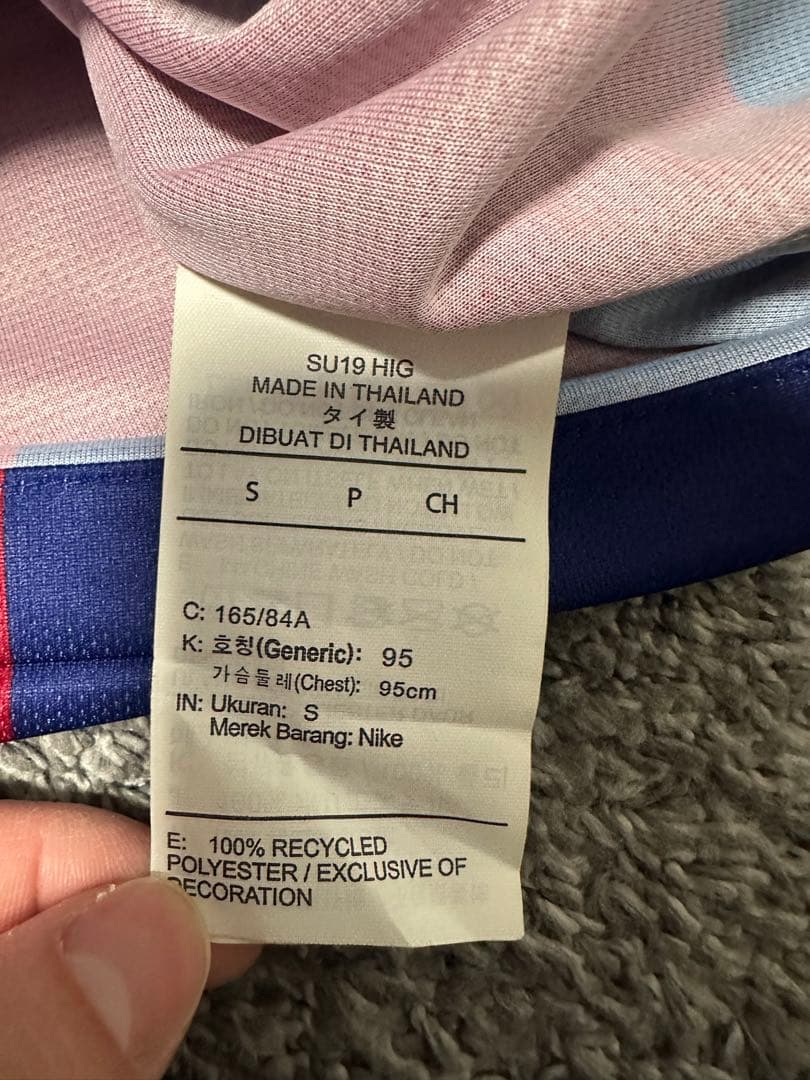 SU19 HIG
MADE IN THAILAND
タイ製
DIBUAT DI THAILAND
S P CH
C: 165/84A
K: 호칭(Generic): 95
가슴둘레(Chest): 95cm
IN: Ukuran: S
Merek Barang: Nike
E: 100% RECYCLED
POLYESTER / EXCLUSIVE OF
DECORATION